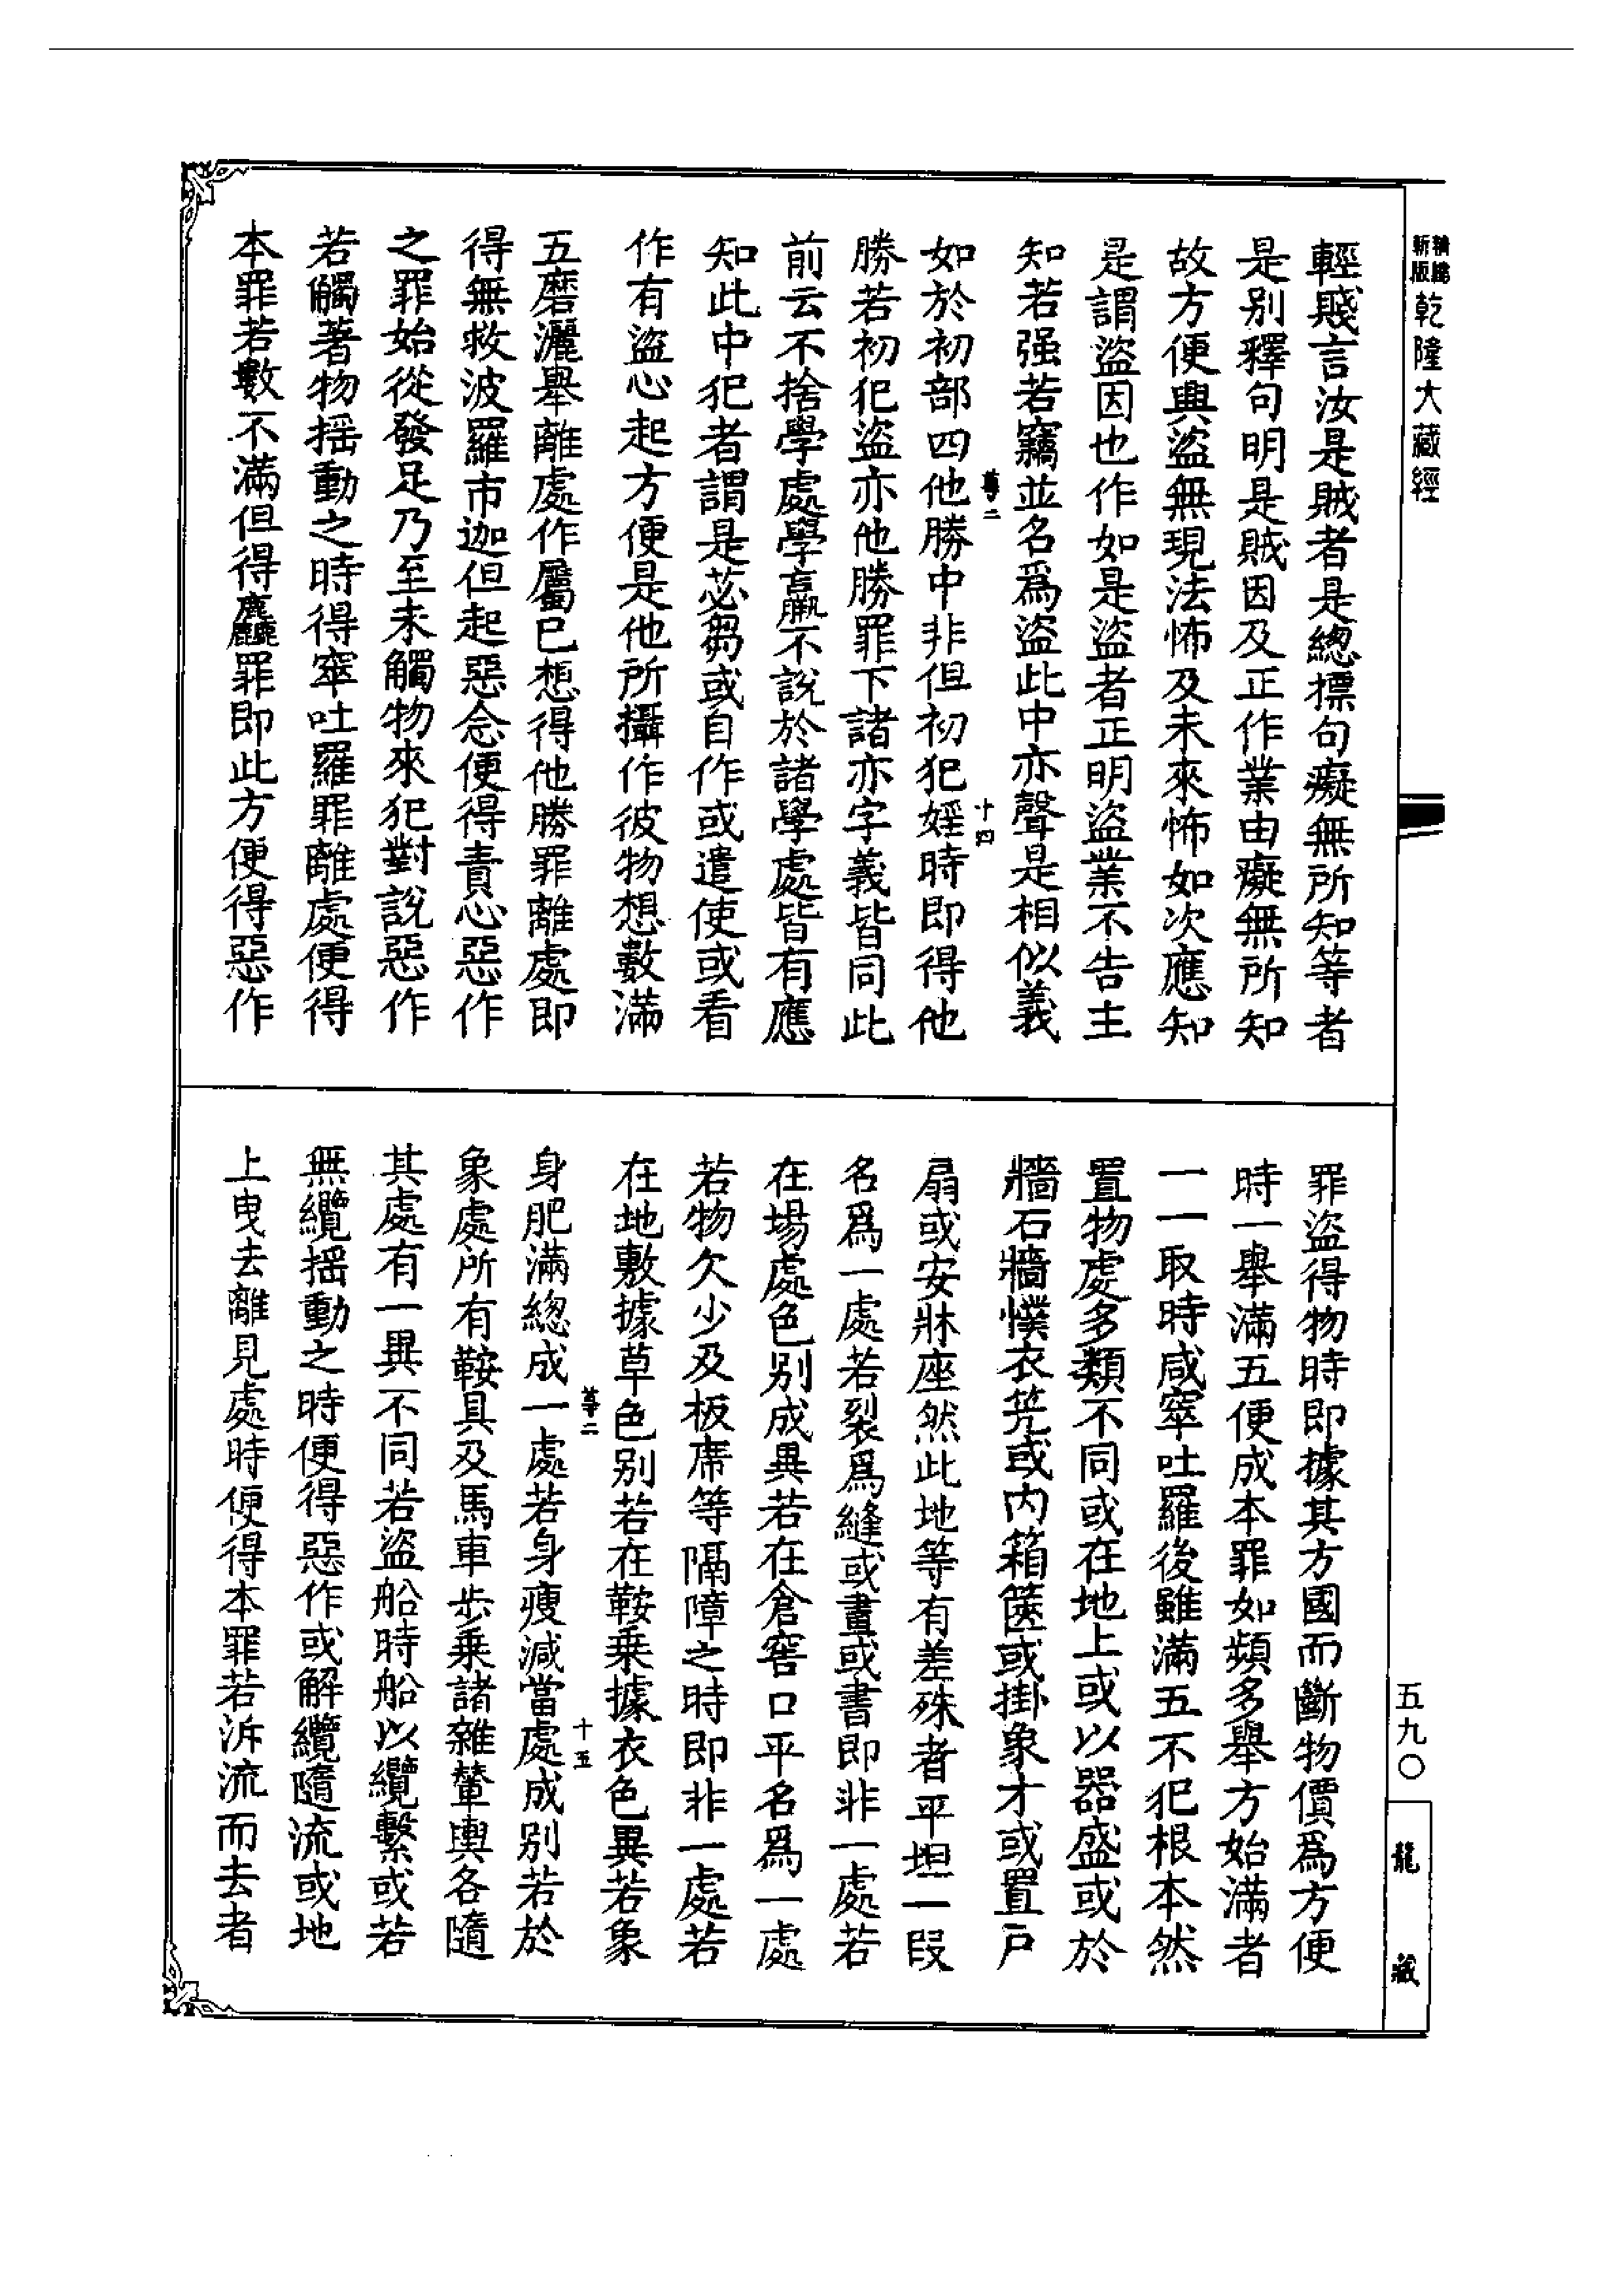 精編
新版
乾隆大藏經
輕賤言汝是賊者是總標句癡無所知等者
是別釋句明是賊因及正作業由癡無所知
故方便興盜無現法怖及未來怖如次應知
是謂盜因也作如是盜者正明盜業不告主
知若强若竊並名爲盜此中亦聲是相似義
如於初部四他勝中非但初犯婬時即得他
尊二
十四
勝若初犯盜亦他勝罪下諸亦字義皆同此
前云不捨學處學羸不說於諸學處皆有應
知此中犯者謂是苾芻或自作或遣使或看
作有盜心起方便是他所攝作彼物想數滿
五磨灑舉離處作屬己想得他勝罪離處即
得無救波羅市迦但起惡念便得責心惡作
之罪始從發足乃至未觸物來犯對說惡作
若觸著物搖動之時得窣吐羅罪離處便得
本罪若數不滿但得麤罪即此方便得惡作
罪盜得物時即據其方國而斷物價爲方便
時一舉滿五便成本罪如頻多舉方始滿者
一一取時咸窣吐羅後雖滿五不犯根本然
置物處多類不同或在地上或以器盛或於
牆石牆幞衣笐或內箱篋或掛象才或置戶
扇或安牀座然此地等有差殊者平坦一段
名爲一處若裂爲縫或畫或書即非一處若
在場處色別成異若在倉窖口平名爲一處
若物欠少及板席等隔障之時即非一處若
在地敷據草色別若在鞍乗據衣色異若象
尊二
十五
身肥滿總成一處若身瘦減當處成別若於
象處所有鞍具及馬車步乗諸雜輦輿各隨
其處有一異不同若盜船時船以纜繫或若
無纜搖動之時便得惡作或解纜隨流或地
上曳去離見處時便得本罪若泝流而去者
五九〇
龍藏